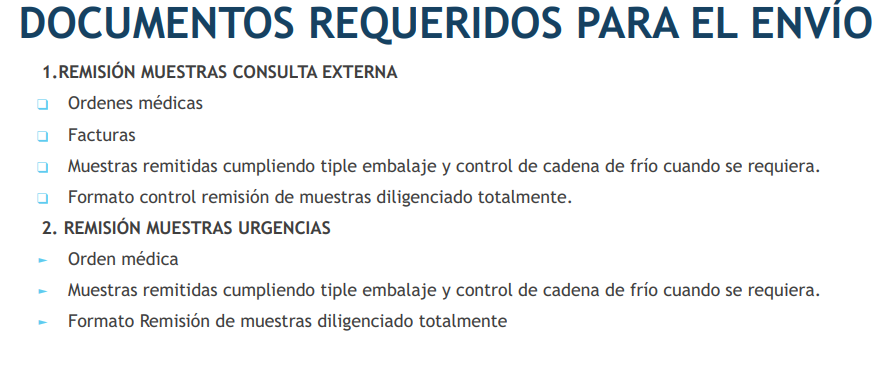 DOCUMENTOS REQUERIDOS PARA EL ENVÍO
1.REMISIÓN MUESTRAS CONSULTA EXTERNA
Ordenes médicas
Facturas
Muestras remitidas cumpliendo tiple embalaje y control de cadena de frío cuando se requiera.
Formato control remisión de muestras diligenciado totalmente.
2. REMISIÓN MUESTRAS URGENCIAS
Orden médica
Muestras remitidas cumpliendo tiple embalaje y control de cadena de frío cuando se requiera.
Formato Remisión de muestras diligenciado totalmente